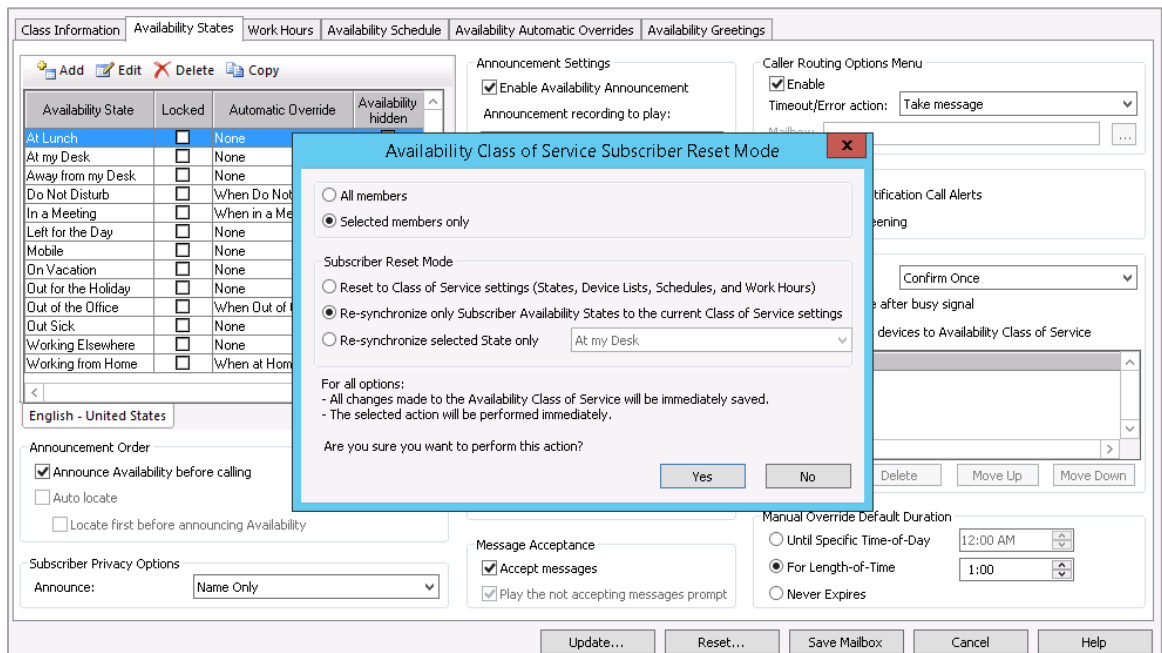 Class Information
Availability States
Work Hours
Availability Schedule
Availability Automatic Overrides
Availability Greetings
Add
Edit
Delete
Copy
Availability State
Locked
Automatic Override
Availability hidden
At Lunch
None
At my Desk
None
Away from my Desk
None
Do Not Disturb
When Do Not
In a Meeting
When in a Me
Left for the Day
None
Mobile
None
On Vacation
None
Out for the Holiday
None
Out of the Office
When Out of
Out Sick
None
Working Elsewhere
None
Working from Home
When at Hom
English - United States
Announcement Order
Announce Availability before calling
Auto locate
Locate first before announcing Availability
Subscriber Privacy Options
Announce:
Name Only
Announcement Settings
Enable Availability Announcement
Announcement recording to play:
Caller Routing Options Menu
Enable
Timeout/Error action:
Take message
Mailbox:
...
Availability Class of Service Subscriber Reset Mode
x
All members
Selected members only
Subscriber Reset Mode
Reset to Class of Service settings (States, Device Lists, Schedules, and Work Hours)
Re-synchronize only Subscriber Availability States to the current Class of Service settings
Re-synchronize selected State only
At my Desk
For all options:
- All changes made to the Availability Class of Service will be immediately saved.
- The selected action will be performed immediately.
Are you sure you want to perform this action?
Yes
No
tification Call Alerts
eening
Confirm Once
after busy signal
devices to Availability Class of Service
Delete
Move Up
Move Down
Message Acceptance
Accept messages
Play the not accepting messages prompt
Manual Override Default Duration
Until Specific Time-of-Day
12:00 AM
For Length-of-Time
1:00
Never Expires
Update...
Reset...
Save Mailbox
Cancel
Help